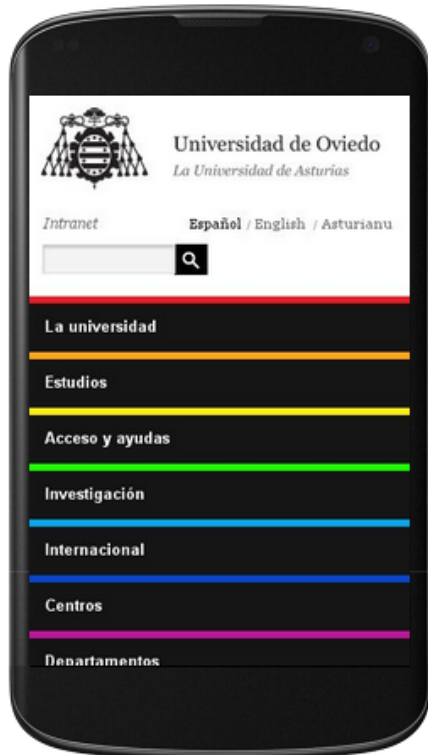 Universidad de Oviedo
La Universidad de Asturias
Intranet
Español / English / Asturianu
La universidad
Estudios
Acceso y ayudas
Investigación
Internacional
Centros
Departamentos